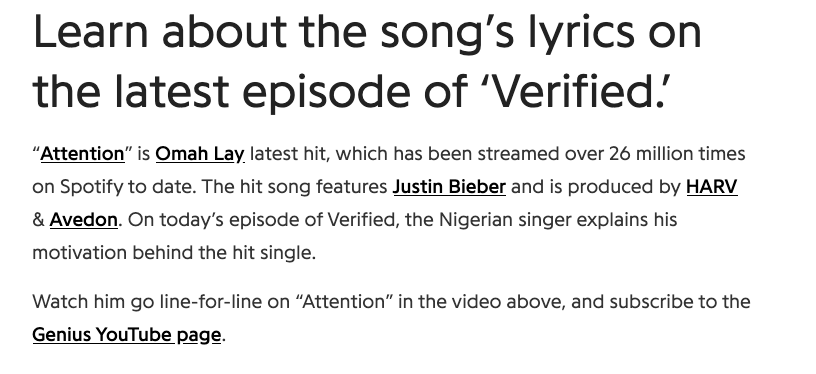 Learn about the song’s lyrics on
the latest episode of ‘Verified.’
“Attention” is Omah Lay latest hit, which has been streamed over 26 million times
on Spotify to date. The hit song features Justin Bieber and is produced by HARV
& Avedon. On today’s episode of Verified, the Nigerian singer explains his
motivation behind the hit single.
Watch him go line-for-line on “Attention” in the video above, and subscribe to the
Genius YouTube page.